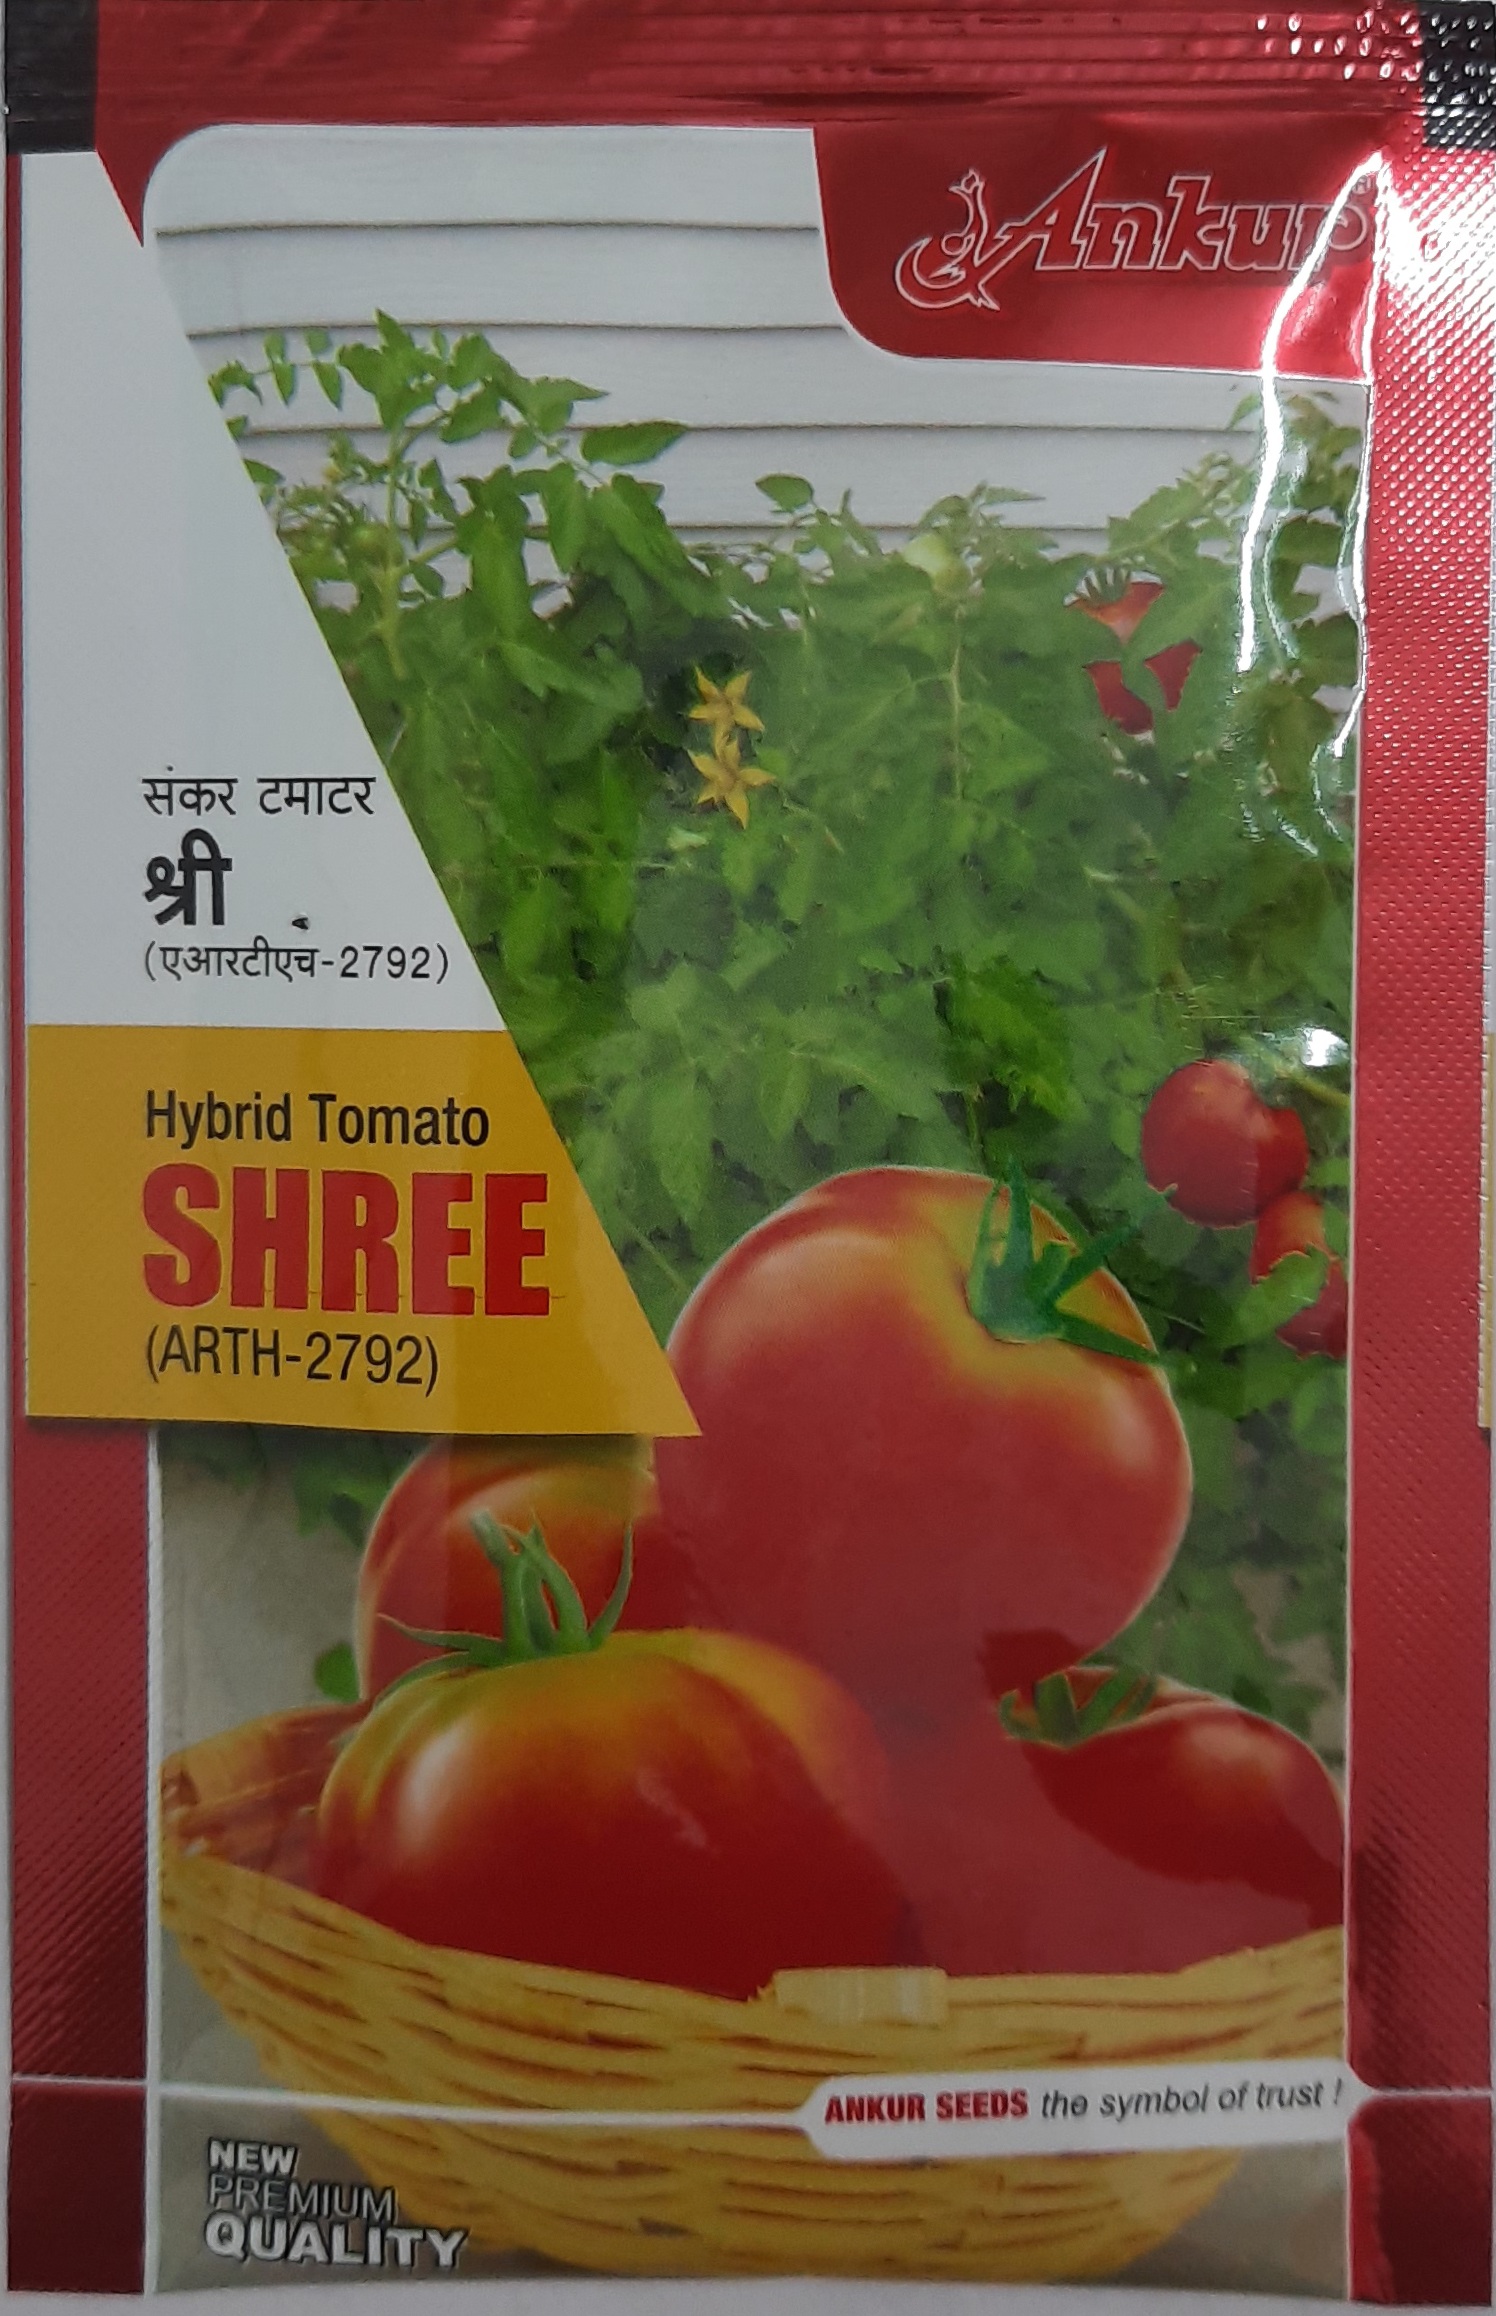 Ankur
संकर टमाटर
श्री
(एआरटीएच-2792)
Hybrid Tomato
SHREE
(ARTH-2792)
ANKUR SEEDS the symbol of trust !
NEW
PREMIUM
QUALITY